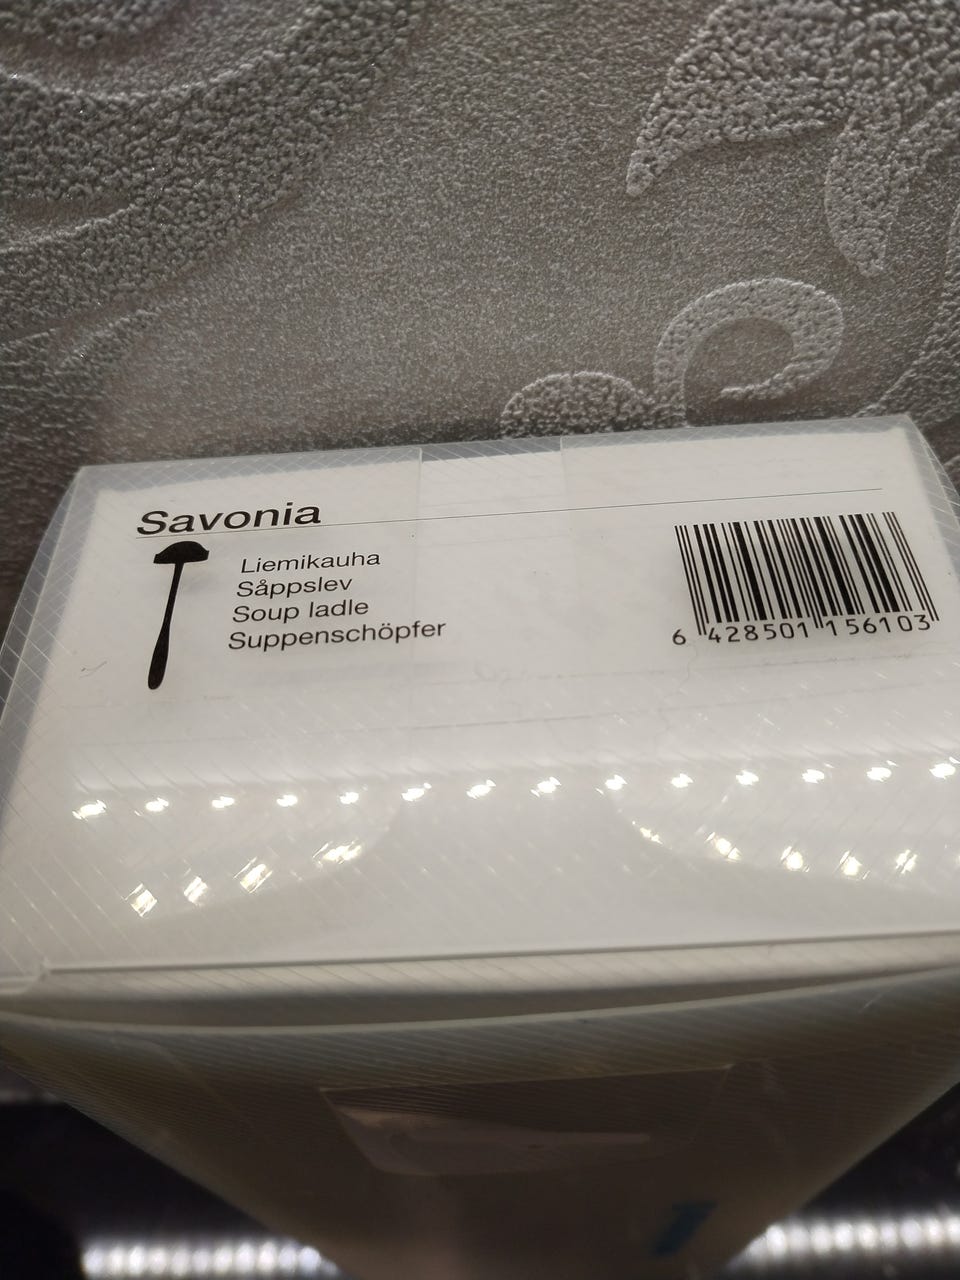 Savonia
Liemikauha
Såppslev
Soup ladle
Suppenschöpfer
6 428501 156103